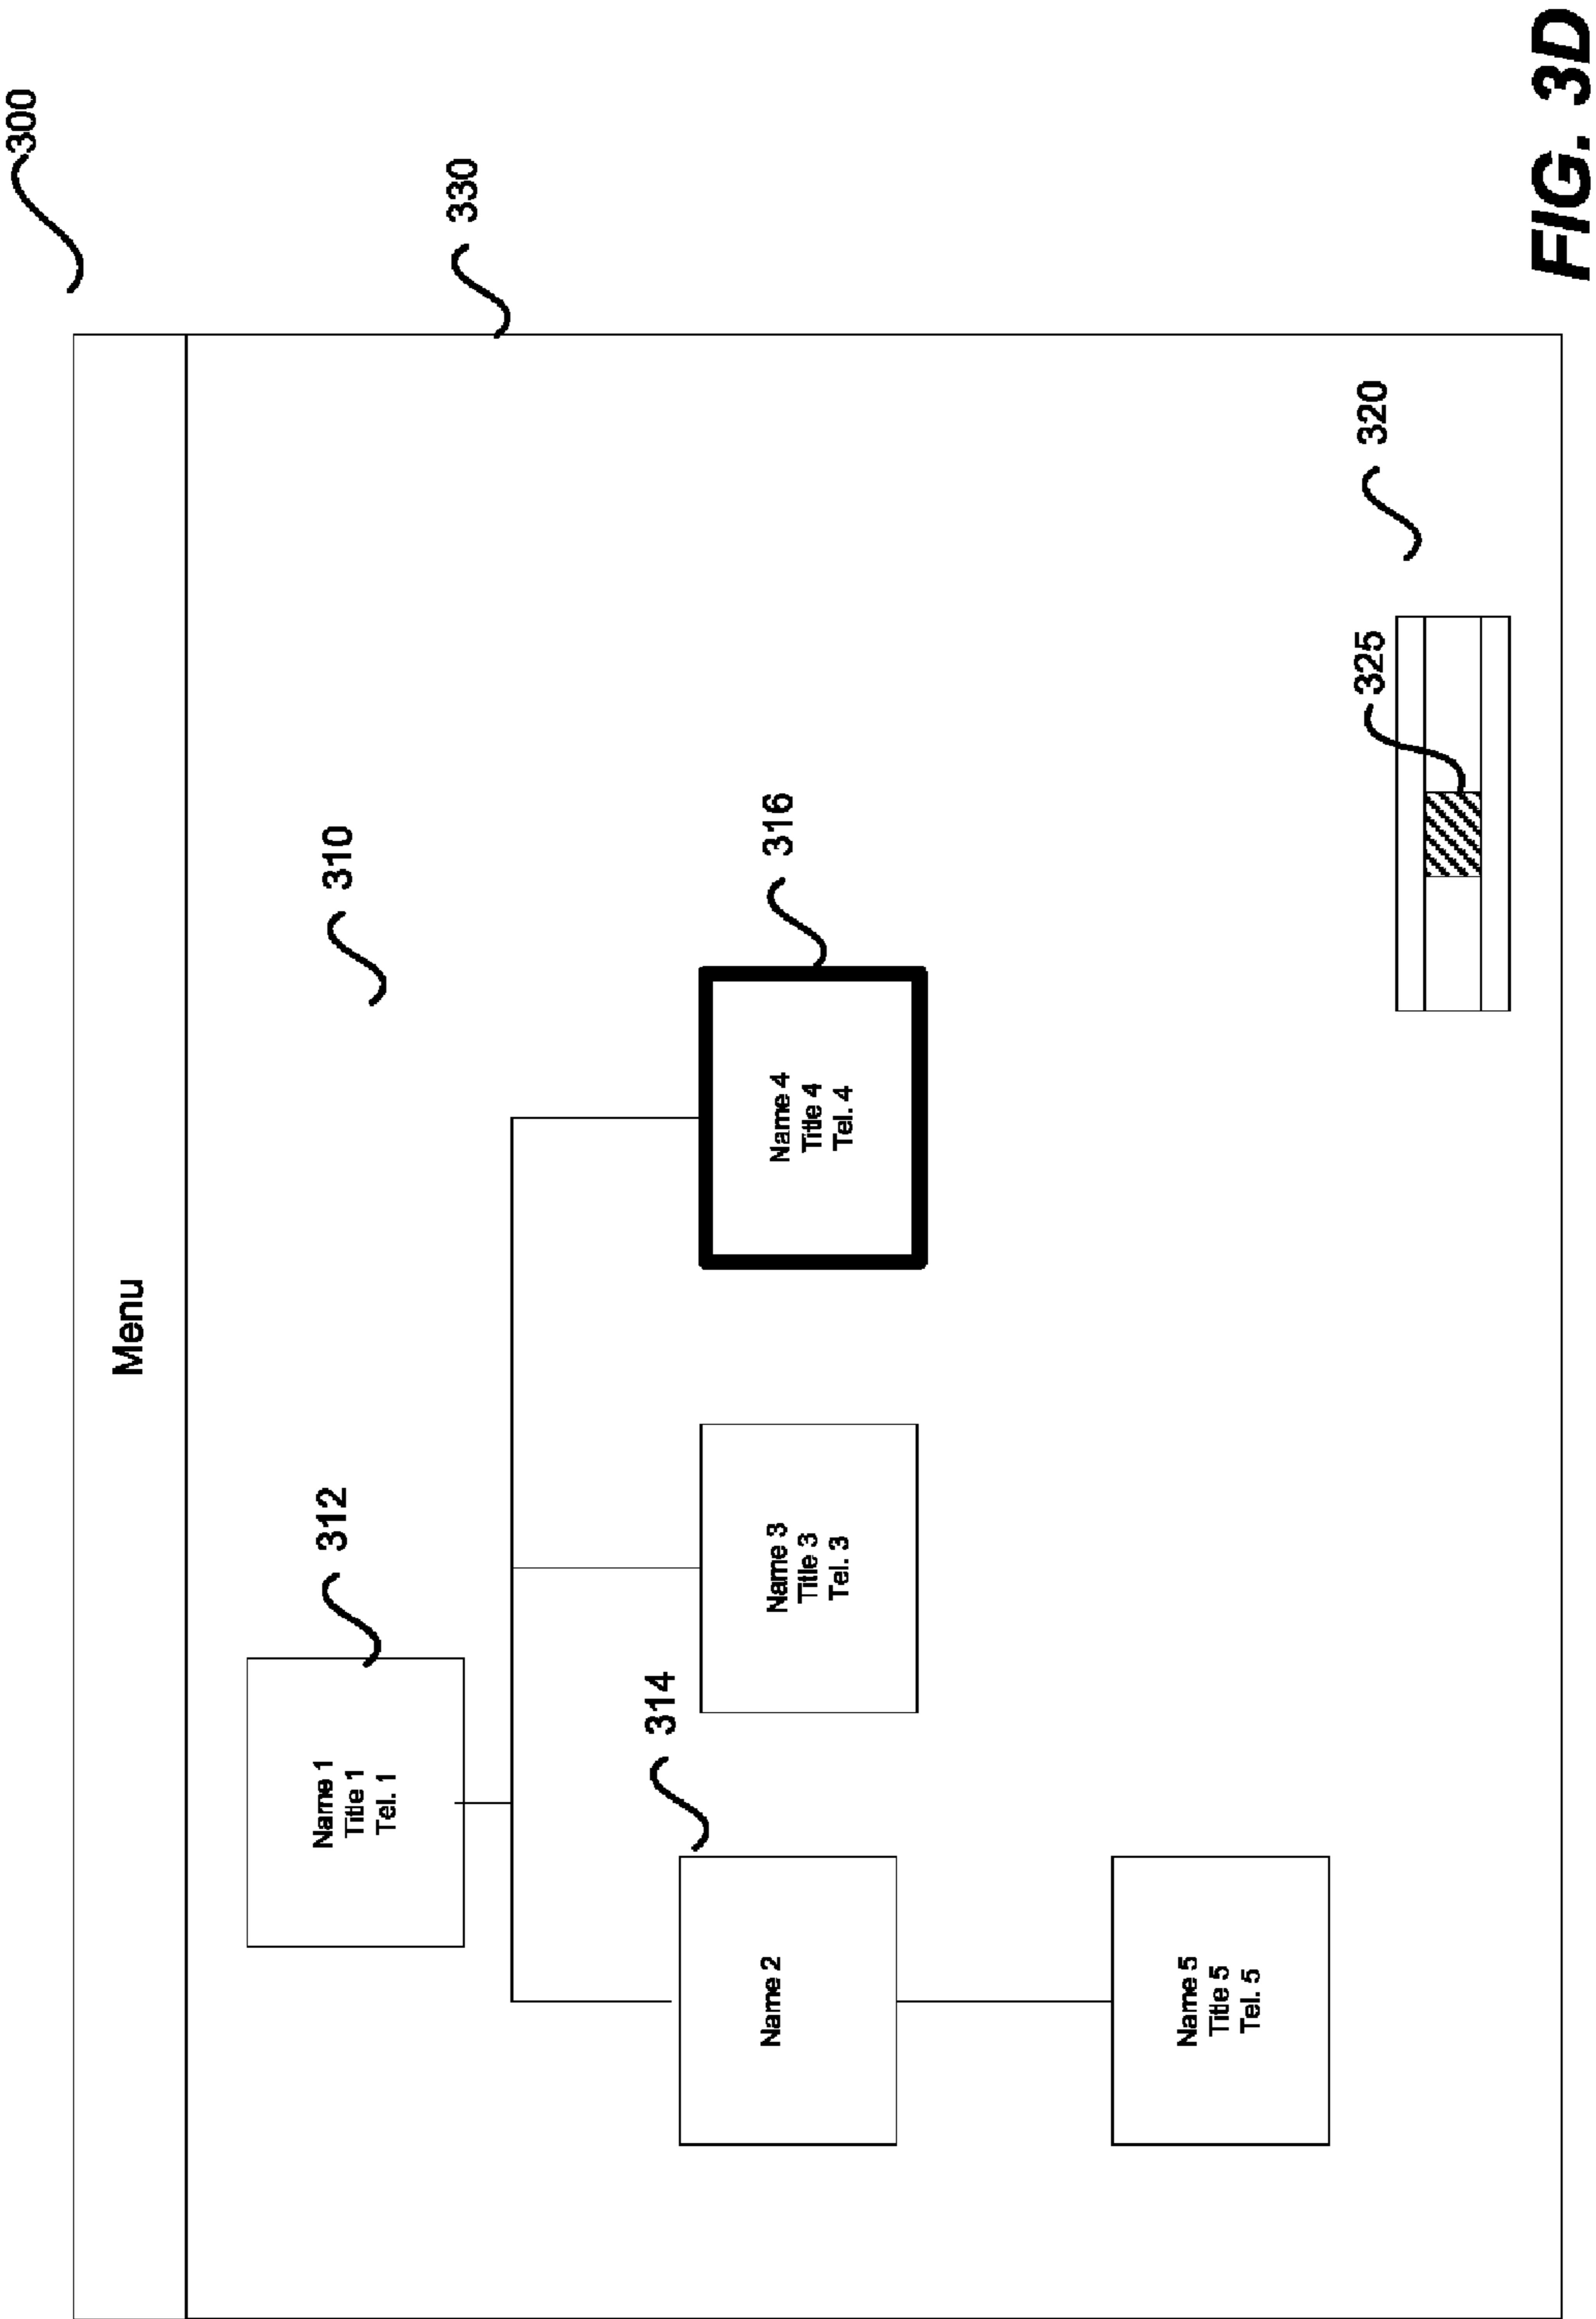 300
Menu
330
310
312
Name 1
Title 1
Tel. 1
314
316
Name 2
Name 3
Title 3
Tel. 3
Name 4
Title 4
Tel. 4
Name 5
Title 5
Tel. 5
325
320
FIG. 3D